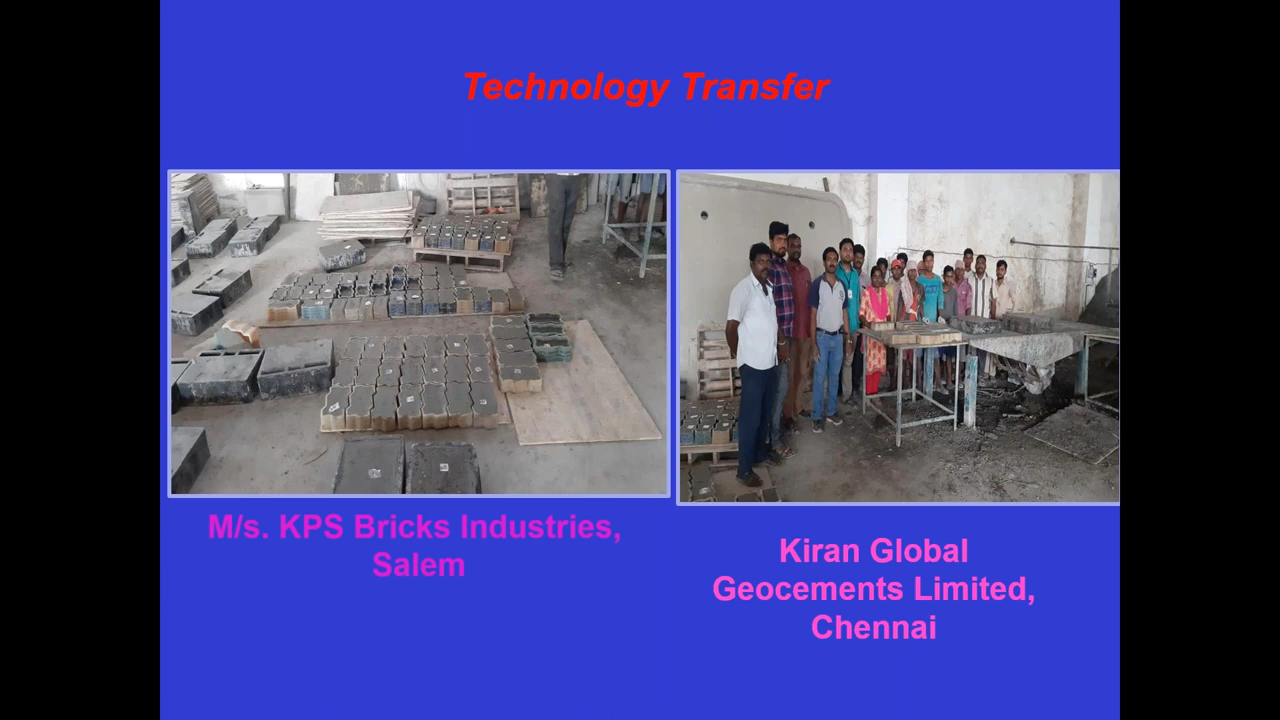 Technology Transfer
M/s. KPS Bricks Industries,
Salem
Kiran Global
Geocements Limited,
Chennai